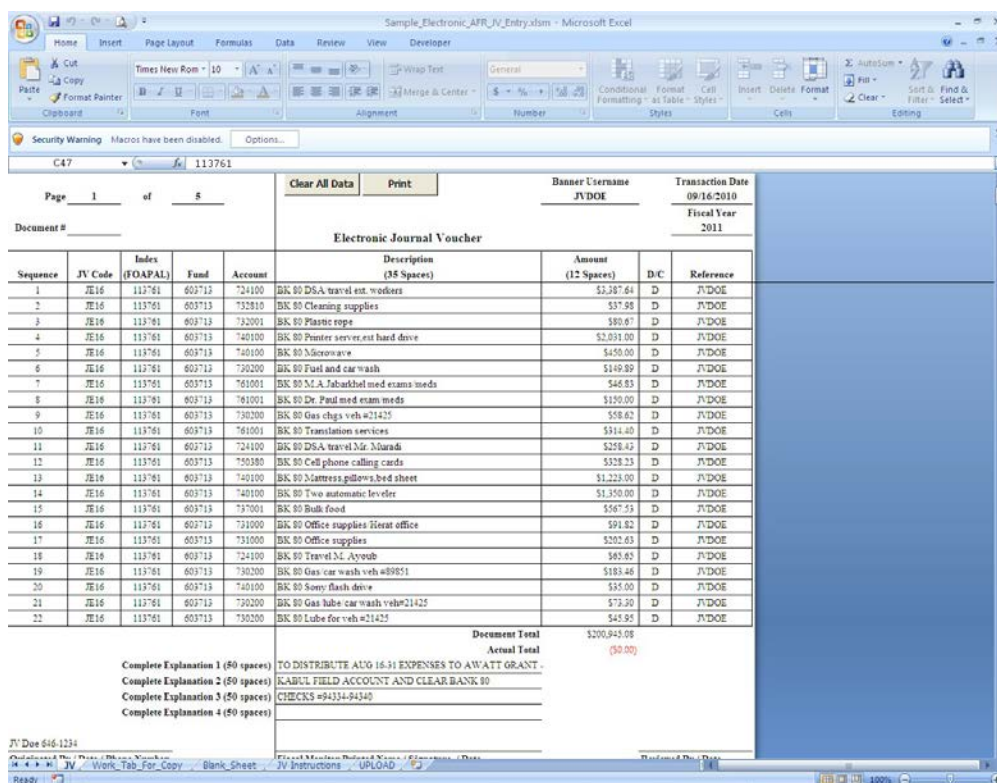 Sample_Electronic_AFR_JV_Entry.xlsm - Microsoft Excel
Home Insert Page Layout Formulas Data Review View Developer
Cut
Copy
Format Painter
Paste
Clipboard
Times New Rom 10
Font
Wrap Text
Merge & Center
Alignment
General
Number
Conditional Formatting
Format as Table
Cell Styles
Styles
Insert Delete Format
Cells
AutoSum
Fill
Clear
Sort & Filter
Find & Select
Editing
Security Warning Macros have been disabled. Options...
C47 fx 113761
Clear All Data Print
Banner Username
JVDOE
Transaction Date
09/16/2010
Page 1 of 5
Fiscal Year
2011
Document #
Electronic Journal Voucher
Sequence JV Code Index (FOAPAL) Fund Account Description (35 Spaces) Amount (12 Spaces) D/C Reference
1 JE16 113761 603713 724100 BK 80 DSA/travel ext. workers $3,387.64 D JVDOE
2 JE16 113761 603713 732810 BK 80 Cleaning supplies $37.98 D JVDOE
3 JE16 113761 603713 732001 BK 80 Plastic rope $80.67 D JVDOE
4 JE16 113761 603713 740100 BK 80 Printer server,ext hard drive $2,031.00 D JVDOE
5 JE16 113761 603713 740100 BK 80 Microwave $450.00 D JVDOE
6 JE16 113761 603713 730200 BK 80 Fuel and car wash $149.89 D JVDOE
7 JE16 113761 603713 761001 BK 80 M.A.Jabarkhel med exams/meds $46.83 D JVDOE
8 JE16 113761 603713 761001 BK 80 Dr. Paul med exam/meds $150.00 D JVDOE
9 JE16 113761 603713 730200 BK 80 Gas chgs veh #21425 $58.62 D JVDOE
10 JE16 113761 603713 761001 BK 80 Translation services $314.40 D JVDOE
11 JE16 113761 603713 724100 BK 80 DSA/travel Mr. Muradi $258.43 D JVDOE
12 JE16 113761 603713 750380 BK 80 Cell phone calling cards $328.23 D JVDOE
13 JE16 113761 603713 740100 BK 80 Mattress,pillows,bed sheet $1,223.00 D JVDOE
14 JE16 113761 603713 740100 BK 80 Two automatic leveler $1,350.00 D JVDOE
15 JE16 113761 603713 737001 BK 80 Bulk food $567.53 D JVDOE
16 JE16 113761 603713 731000 BK 80 Office supplies/Herat office $91.82 D JVDOE
17 JE16 113761 603713 731000 BK 80 Office supplies $202.63 D JVDOE
18 JE16 113761 603713 724100 BK 80 Travel M. Ayoub $65.65 D JVDOE
19 JE16 113761 603713 730200 BK 80 Gas/car wash veh #89851 $183.46 D JVDOE
20 JE16 113761 603713 740100 BK 80 Sony flash drive $35.00 D JVDOE
21 JE16 113761 603713 730200 BK 80 Gas/lube/car wash veh#21425 $73.30 D JVDOE
22 JE16 113761 603713 730200 BK 80 Lube for veh #21425 $45.95 D JVDOE
Document Total $200,945.08
Actual Total ($0.00)
Complete Explanation 1 (50 spaces) TO DISTRIBUTE AUG 16-31 EXPENSES TO AWATT GRANT -
Complete Explanation 2 (50 spaces) KABUL FIELD ACCOUNT AND CLEAR BANK 80
Complete Explanation 3 (50 spaces) CHECKS #94334-94340
Complete Explanation 4 (50 spaces)
JV Doe 646-1234
JV Work_Tab_For_Copy Blank_Sheet JV Instructions UPLOAD
Ready 100%